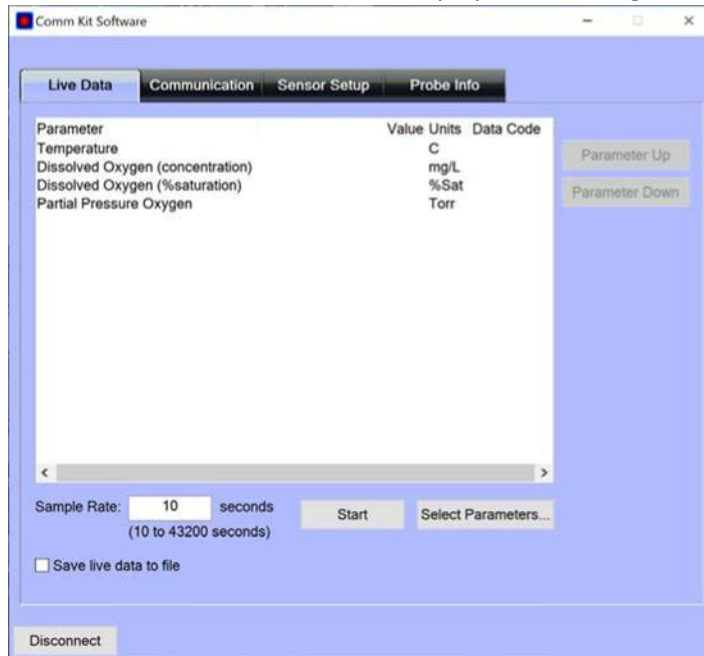 Comm Kit Software
Live Data Communication Sensor Setup Probe Info
Parameter Value Units Data Code
Temperature C
Dissolved Oxygen (concentration) mg/L
Dissolved Oxygen (%saturation) %Sat
Partial Pressure Oxygen Torr
Parameter Up
Parameter Down
Sample Rate: 10 seconds
(10 to 43200 seconds)
Start
Select Parameters...
Save live data to file
Disconnect